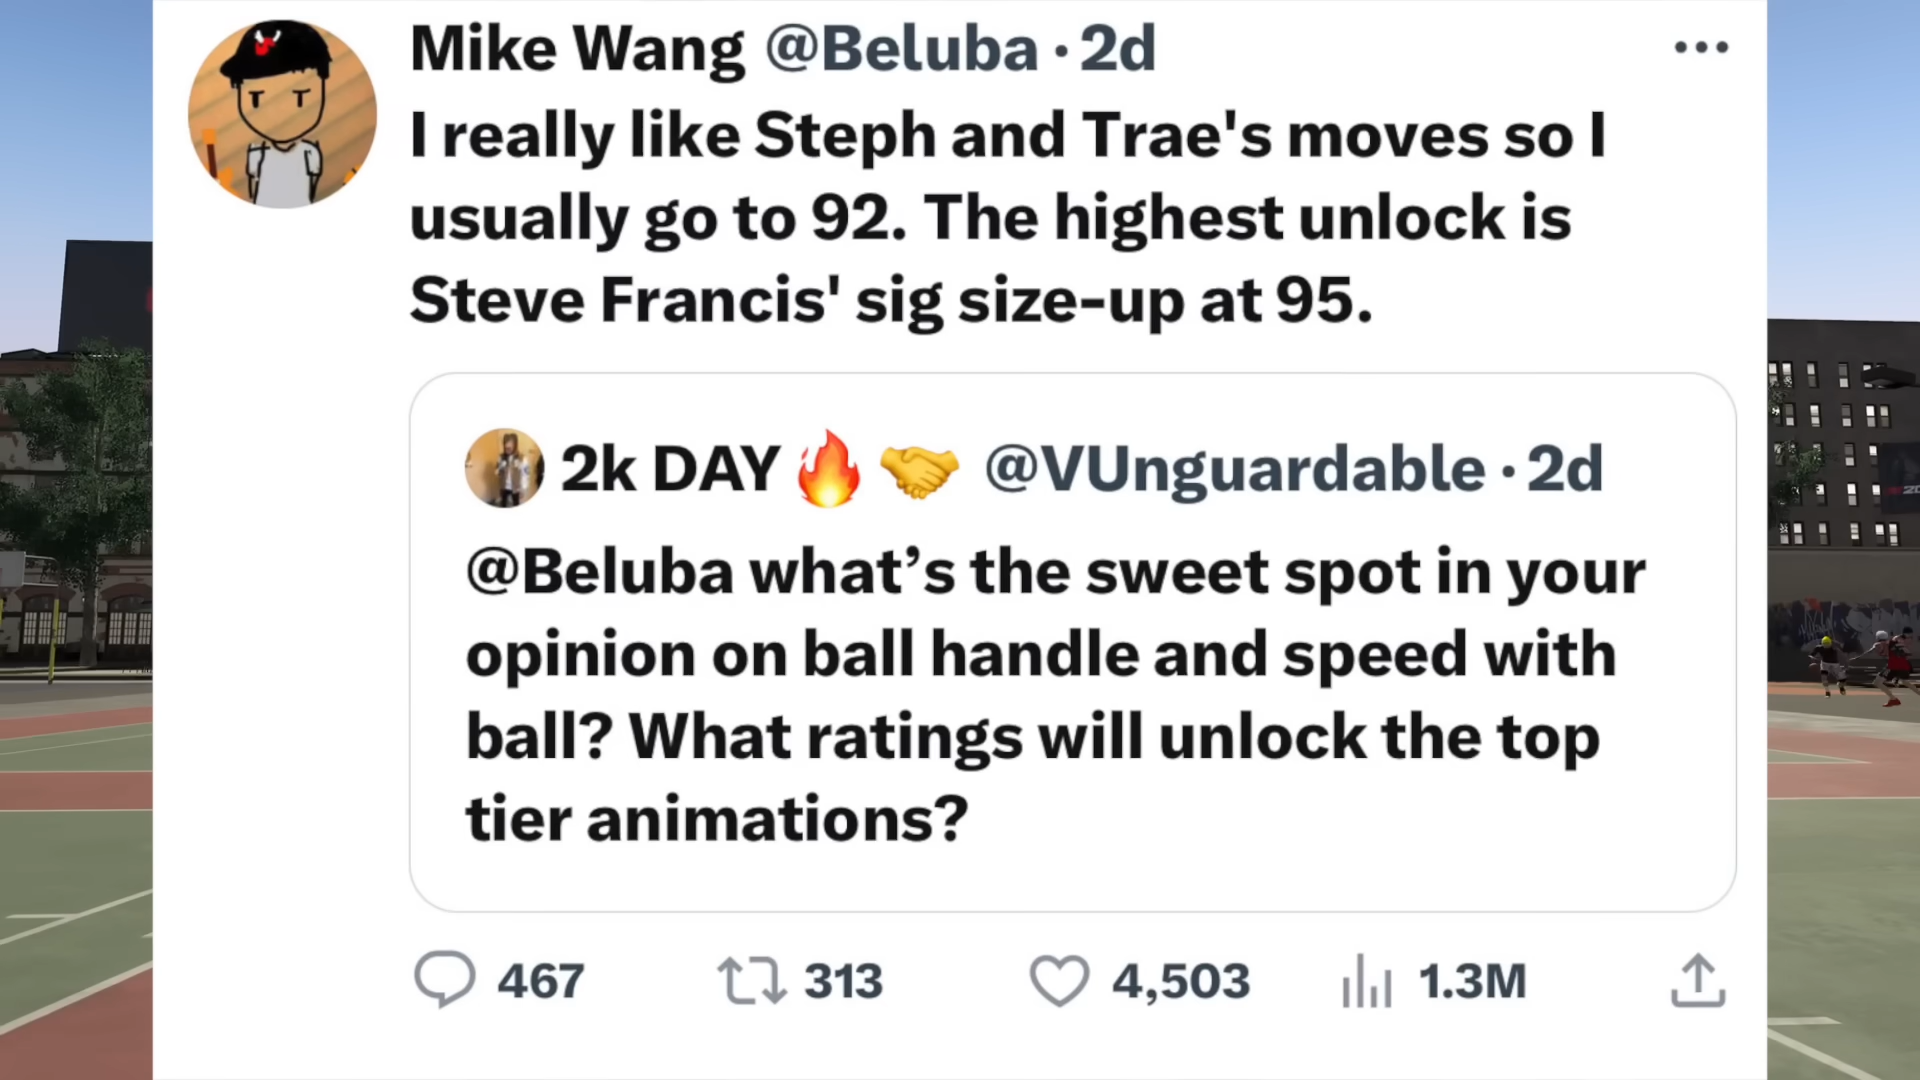 Mike Wang @Beluba · 2d
I really like Steph and Trae's moves so I
usually go to 92. The highest unlock is
Steve Francis' sig size-up at 95.
2k DAY🔥 🤝 @VUnguardable · 2d
@Beluba what’s the sweet spot in your
opinion on ball handle and speed with
ball? What ratings will unlock the top
tier animations?
467 313 4,503 1.3M